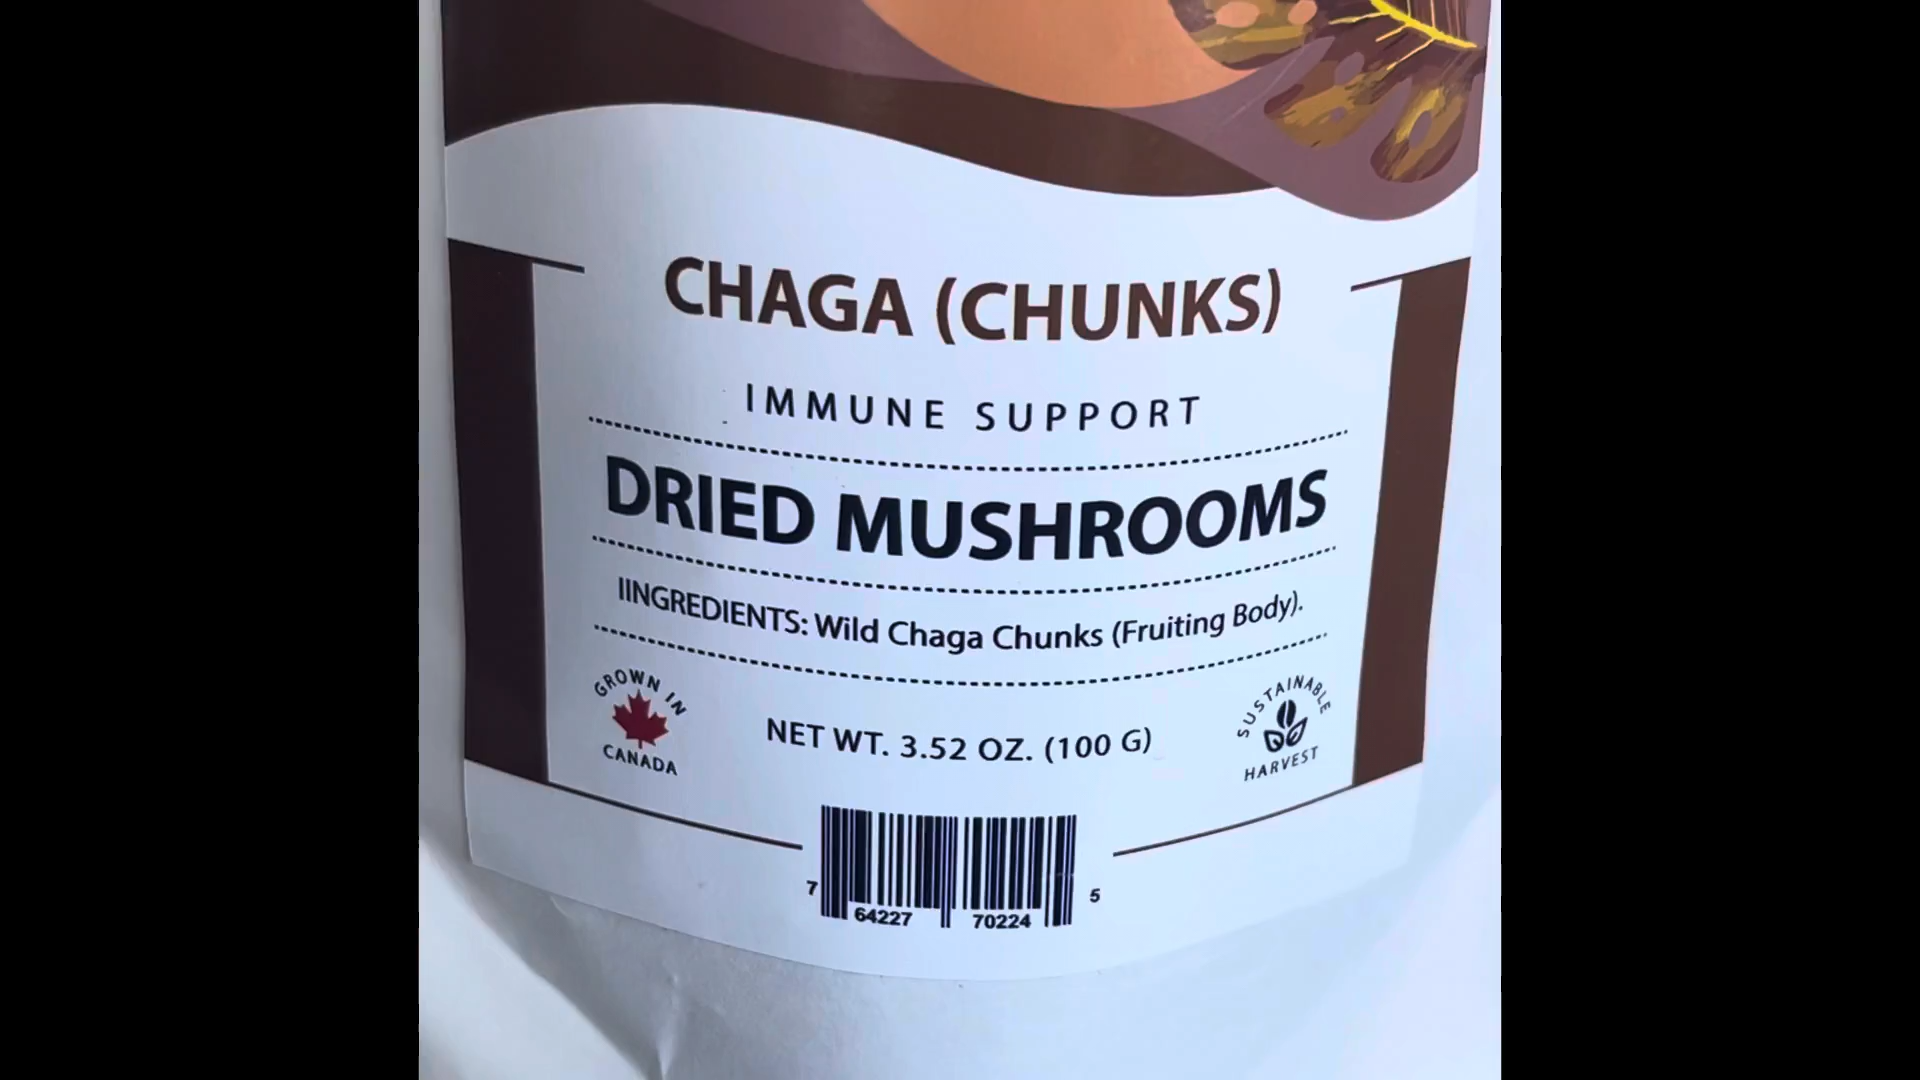 CHAGA (CHUNKS)
IMMUNE SUPPORT
DRIED MUSHROOMS
IINGREDIENTS: Wild Chaga Chunks (Fruiting Body).
GROWN IN
CANADA
NET WT. 3.52 OZ. (100 G)
SUSTAINABLE
HARVEST
7 64227 70224 5